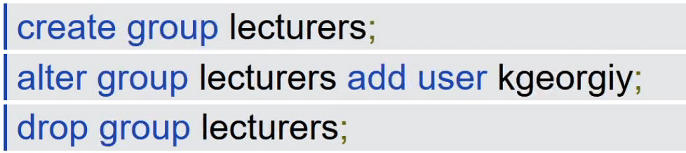 create group lecturers;
alter group lecturers add user kgeorgiy;
drop group lecturers;